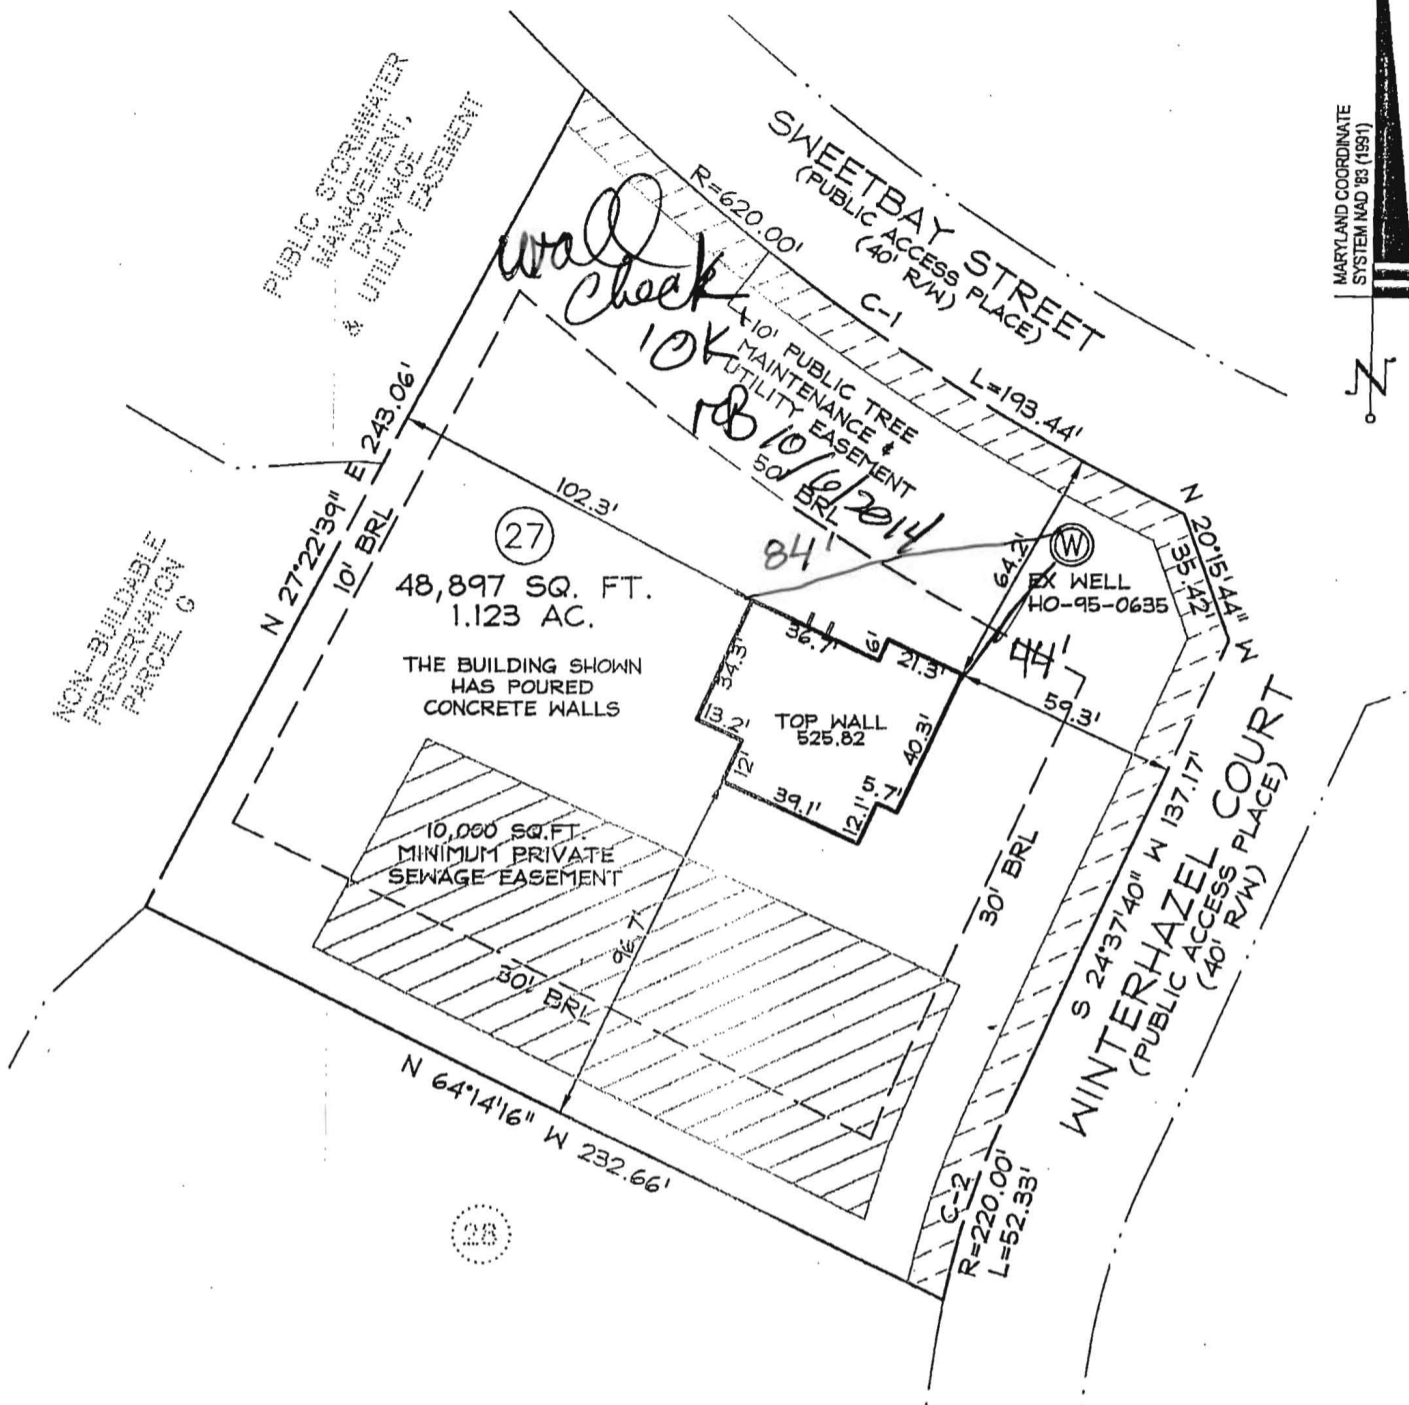 PUBLIC STORMWATER
MANAGEMENT,
DRAINAGE
& UTILITY EASEMENT
SWEETBAY STREET
(PUBLIC ACCESS PLACE)
(40' R/W)
MARYLAND COORDINATE
SYSTEM NAD '83 (1991)
N
R=620.00'
C-1
L=193.44'
wall
check
10' PUBLIC TREE
MAINTENANCE &
UTILITY EASEMENT
50' BRL
10/6/2014
84'
N 27°22'39" E 243.06'
10' BRL
102.3'
27
48,897 SQ. FT.
1.123 AC.
THE BUILDING SHOWN
HAS POURED
CONCRETE WALLS
NON-BUILDABLE
PRESERVATION
PARCEL G
64.2'
W
EX WELL
HO-95-0635
N 20°15'44" W
35.42'
44'
59.3'
36.7'
6'
21.3'
34.3'
13.2'
12'
39.1'
12.1'
5.7'
40.3'
TOP WALL
525.82
10,000 SQ.FT.
MINIMUM PRIVATE
SEWAGE EASEMENT
96.7'
30' BRL
30' BRL
S 24°37'40" W 137.17'
WINTERHAZEL COURT
(PUBLIC ACCESS PLACE)
(40' R/W)
N 64°14'16" W 232.66'
C-2
R=220.00'
L=52.33'
28